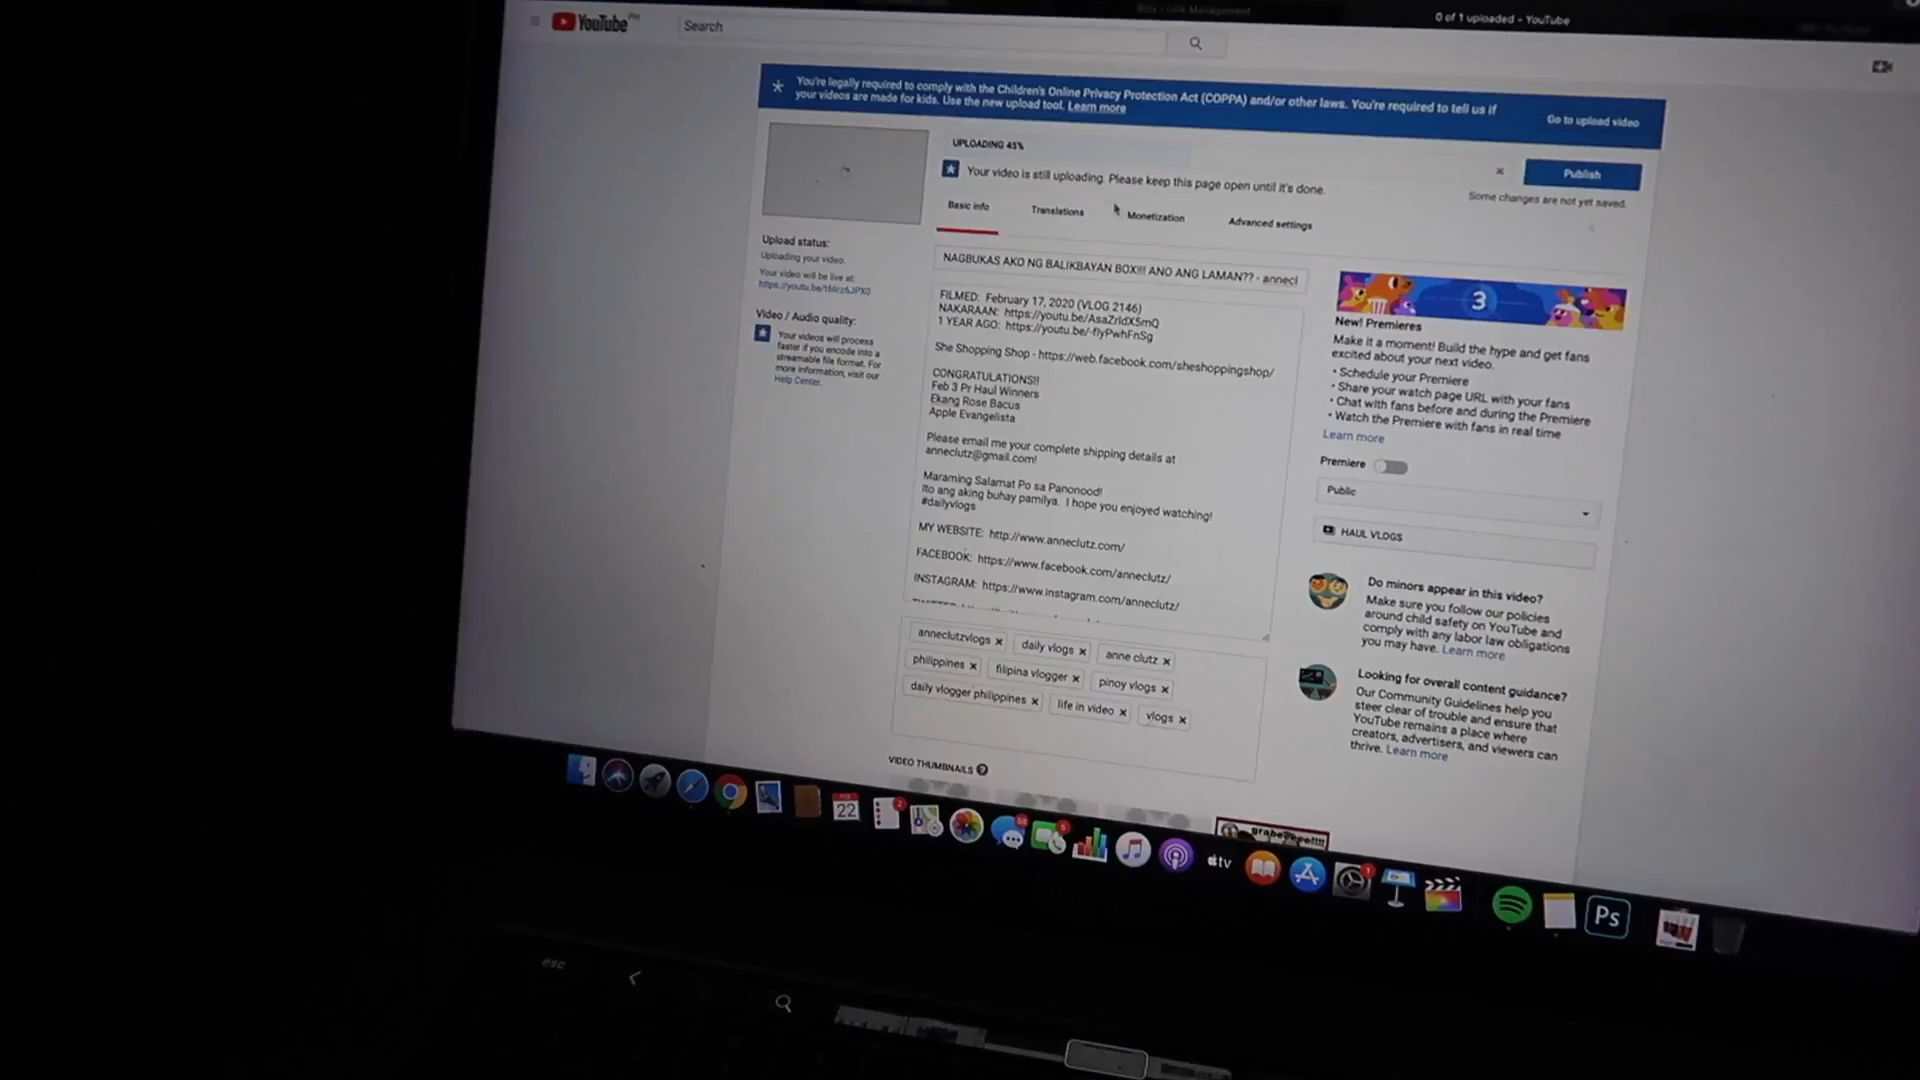 0 of 1 uploaded - YouTube
YouTube PH
Search
You're legally required to comply with the Children's Online Privacy Protection Act (COPPA) and/or other laws. You're required to tell us if
your videos are made for kids. Use the new upload tool. Learn more
Go to upload video
UPLOADING 45%
Your video is still uploading. Please keep this page open until it's done.
Publish
Some changes are not yet saved.
Basic info
Translations
Monetization
Advanced settings
Upload status:
Uploading your video.
Your video will be live at:
Video / Audio quality:
Your videos will process
faster if you encode into a
streamable file format. For
more information, visit our
Help Center.
NAGBUKAS AKO NG BALIKBAYAN BOX!!! ANO ANG LAMAN?? - annecl
FILMED: February 17, 2020 (VLOG 2146)
NAKARAAN: https://youtu.be/AsaZrldX5mQ
1 YEAR AGO: https://youtu.be/-flyPwhFnSg
She Shopping Shop - https://web.facebook.com/sheshoppingshop/
CONGRATULATIONS!!
Feb 3 Pr Haul Winners
Ekang Rose Bacus
Apple Evangelista
Please email me your complete shipping details at
anneclutz@gmail.com!
Maraming Salamat Po sa Panonood!
Ito ang aking buhay pamilya. I hope you enjoyed watching!
#dailyvlogs
MY WEBSITE: http://www.anneclutz.com/
FACEBOOK: https://www.facebook.com/anneclutz/
INSTAGRAM: https://www.instagram.com/anneclutz/
anneclutzvlogs
daily vlogs
anne clutz
philippines
filipina vlogger
pinoy vlogs
daily vlogger philippines
life in video
vlogs
VIDEO THUMBNAILS
grabeeeee!!!!
3
New! Premieres
Make it a moment! Build the hype and get fans
excited about your next video.
• Schedule your Premiere
• Share your watch page URL with your fans
• Chat with fans before and during the Premiere
• Watch the Premiere with fans in real time
Learn more
Premiere
Public
HAUL VLOGS
Do minors appear in this video?
Make sure you follow our policies
around child safety on YouTube and
comply with any labor law obligations
you may have. Learn more
Looking for overall content guidance?
Our Community Guidelines help you
steer clear of trouble and ensure that
YouTube remains a place where
creators, advertisers, and viewers can
thrive. Learn more
22
2
tv
1
Ps
esc